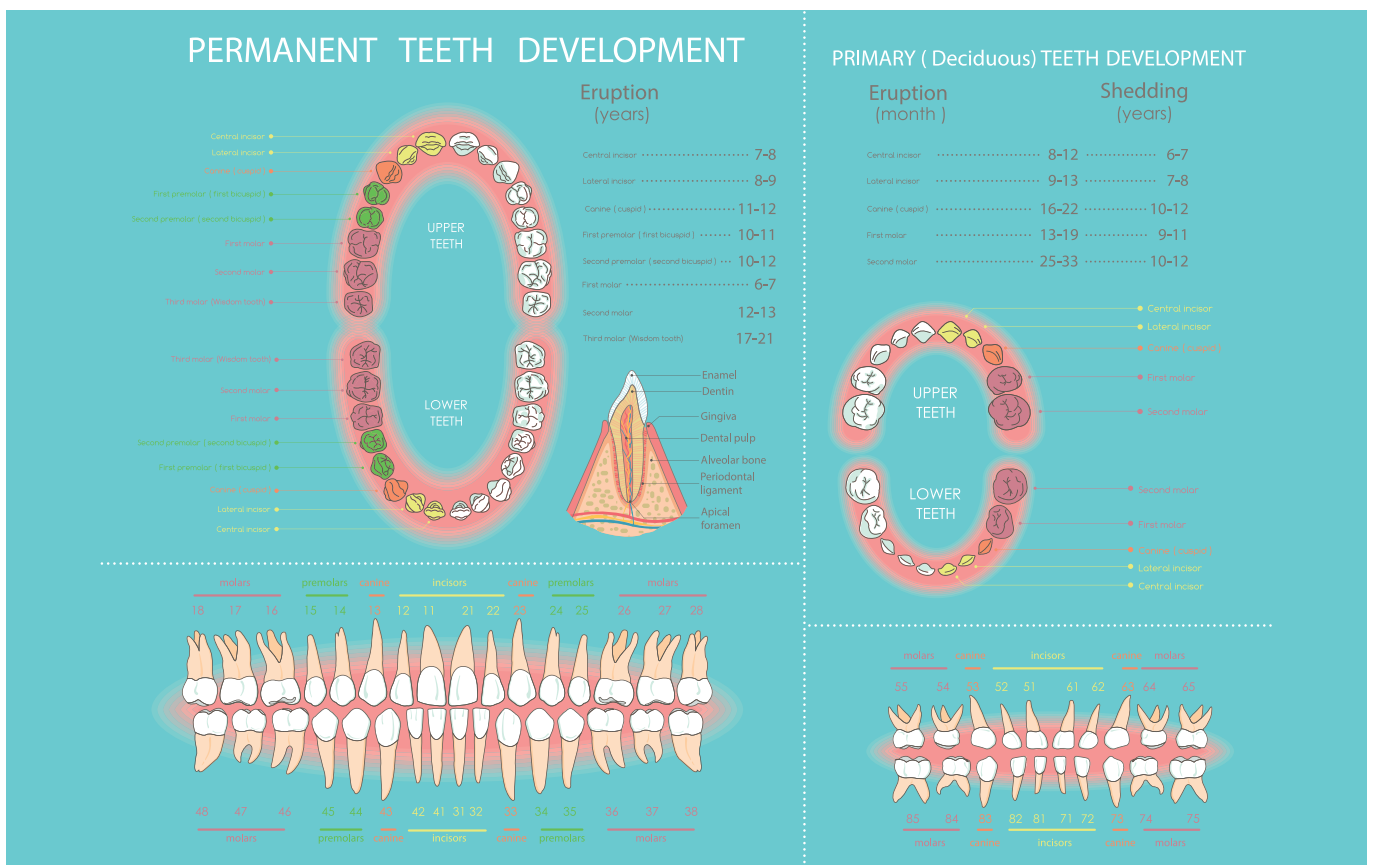 PERMANENT TEETH DEVELOPMENT
Eruption
(years)
Central incisor 7-8
Lateral incisor 8-9
Canine ( cuspid ) 11-12
First premolar ( first bicuspid ) 10-11
Second premolar ( second bicuspid ) 10-12
First molar 6-7
Second molar 12-13
Third molar (Wisdom tooth) 17-21
Central incisor
Lateral incisor
Canine ( cuspid )
First premolar ( first bicuspid )
Second premolar ( second bicuspid )
First molar
Second molar
Third molar (Wisdom tooth)
UPPER
TEETH
Third molar (Wisdom tooth)
Second molar
First molar
Second premolar ( second bicuspid )
First premolar ( first bicuspid )
Canine ( cuspid )
Lateral incisor
Central incisor
LOWER
TEETH
Enamel
Dentin
Gingiva
Dental pulp
Alveolar bone
Periodontal
ligament
Apical
foramen
molars premolars canine incisors canine premolars molars
18 17 16 15 14 13 12 11 21 22 23 24 25 26 27 28
48 47 46 45 44 43 42 41 31 32 33 34 35 36 37 38
molars premolars canine incisors canine premolars molars
PRIMARY ( Deciduous) TEETH DEVELOPMENT
Eruption
(month )
Shedding
(years)
Central incisor 8-12 6-7
Lateral incisor 9-13 7-8
Canine ( cuspid ) 16-22 10-12
First molar 13-19 9-11
Second molar 25-33 10-12
Central incisor
Lateral incisor
Canine ( cuspid )
First molar
Second molar
UPPER
TEETH
LOWER
TEETH
Second molar
First molar
Canine ( cuspid )
Lateral incisor
Central incisor
molars canine incisors canine molars
55 54 53 52 51 61 62 63 64 65
85 84 83 82 81 71 72 73 74 75
molars canine incisors canine molars